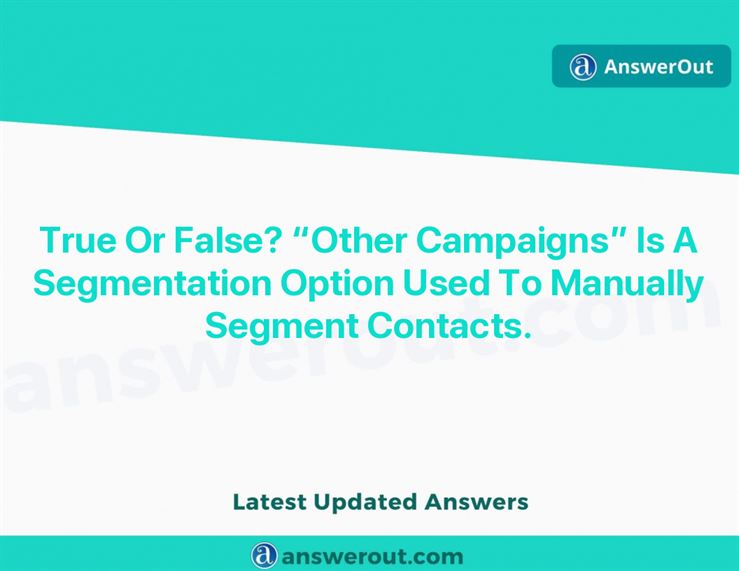 AnswerOut
True Or False? “Other Campaigns” Is A
Segmentation Option Used To Manually
Segment Contacts.
answerout.com
Latest Updated Answers
answerout.com